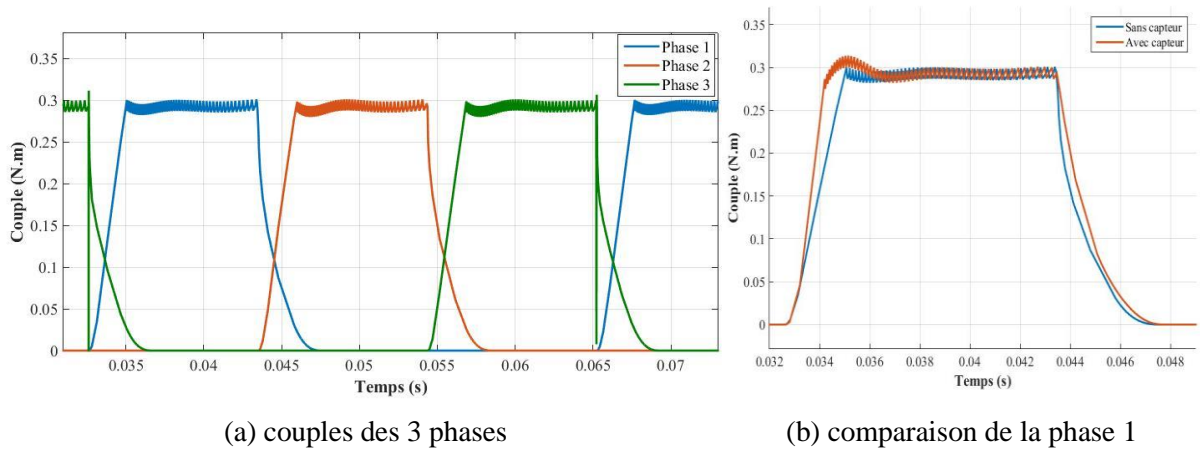 Couple (N.m)
0.35
0.3
0.25
0.2
0.15
0.1
0.05
0
Phase 1
Phase 2
Phase 3
0.035 0.04 0.045 0.05 0.055 0.06 0.065 0.07
Temps (s)
(a) couples des 3 phases
Couple (N.m)
0.35
0.3
0.25
0.2
0.15
0.1
0.05
0
Sans capteur
Avec capteur
0.032 0.034 0.036 0.038 0.04 0.042 0.044 0.046 0.048
Temps (s)
(b) comparaison de la phase 1